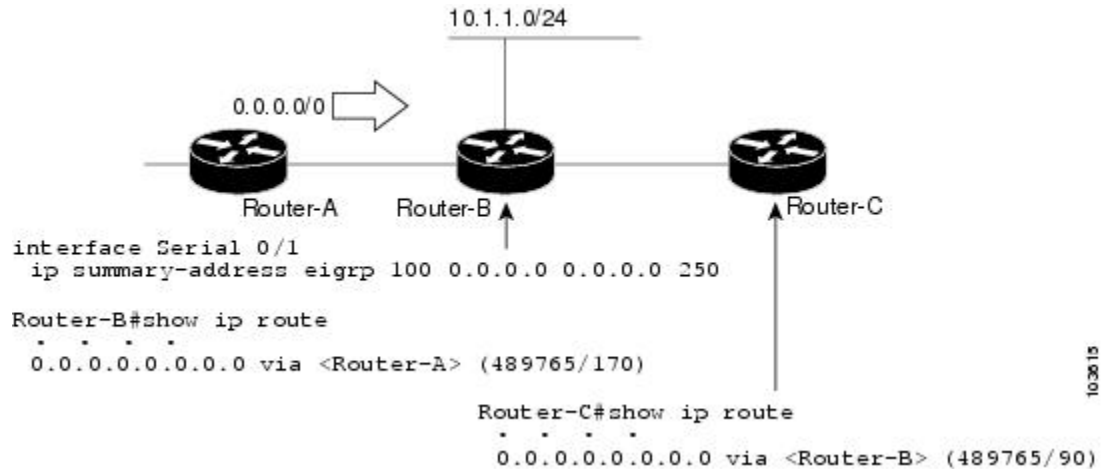 10.1.1.0/24
0.0.0.0/0
Router-A
Router-B
Router-C
interface Serial 0/1
ip summary-address eigrp 100 0.0.0.0 0.0.0.0 250
Router-B#show ip route
. . . .
0.0.0.0.0.0.0.0 via <Router-A> (489765/170)
Router-C#show ip route
. . . .
0.0.0.0.0.0.0.0 via <Router-B> (489765/90)
103615